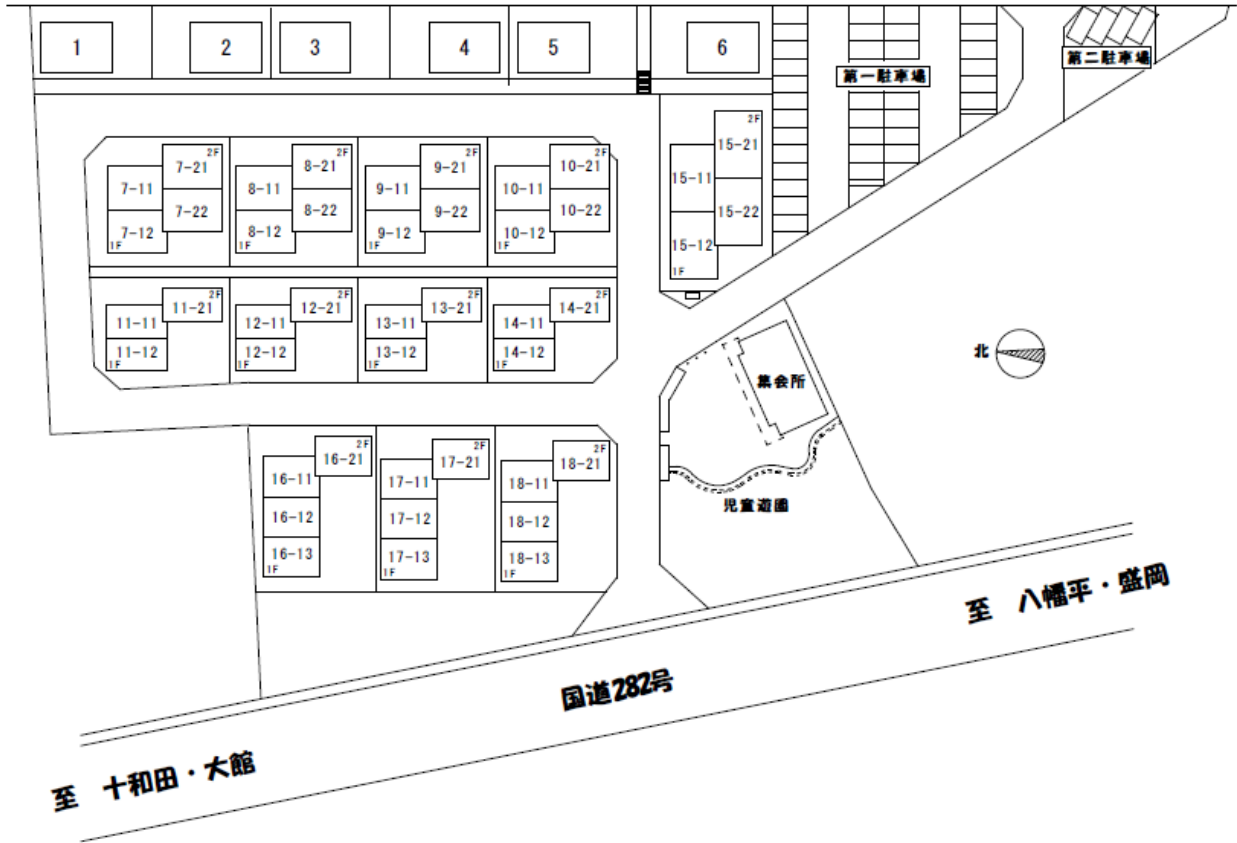 1
2
3
4
5
6
第一駐車場
第二駐車場
2F
7-21
7-11
7-22
7-12
1F
2F
8-21
8-11
8-22
8-12
1F
2F
9-21
9-11
9-22
9-12
1F
2F
10-21
10-11
10-22
10-12
1F
2F
15-21
15-11
15-22
15-12
1F
2F
11-21
11-11
11-12
1F
2F
12-21
12-11
12-12
1F
2F
13-21
13-11
13-12
1F
2F
14-21
14-11
14-12
1F
北
集会所
2F
16-21
16-11
16-12
16-13
1F
2F
17-21
17-11
17-12
17-13
1F
2F
18-21
18-11
18-12
18-13
1F
児童遊園
至 八幡平・盛岡
国道282号
至 十和田・大館